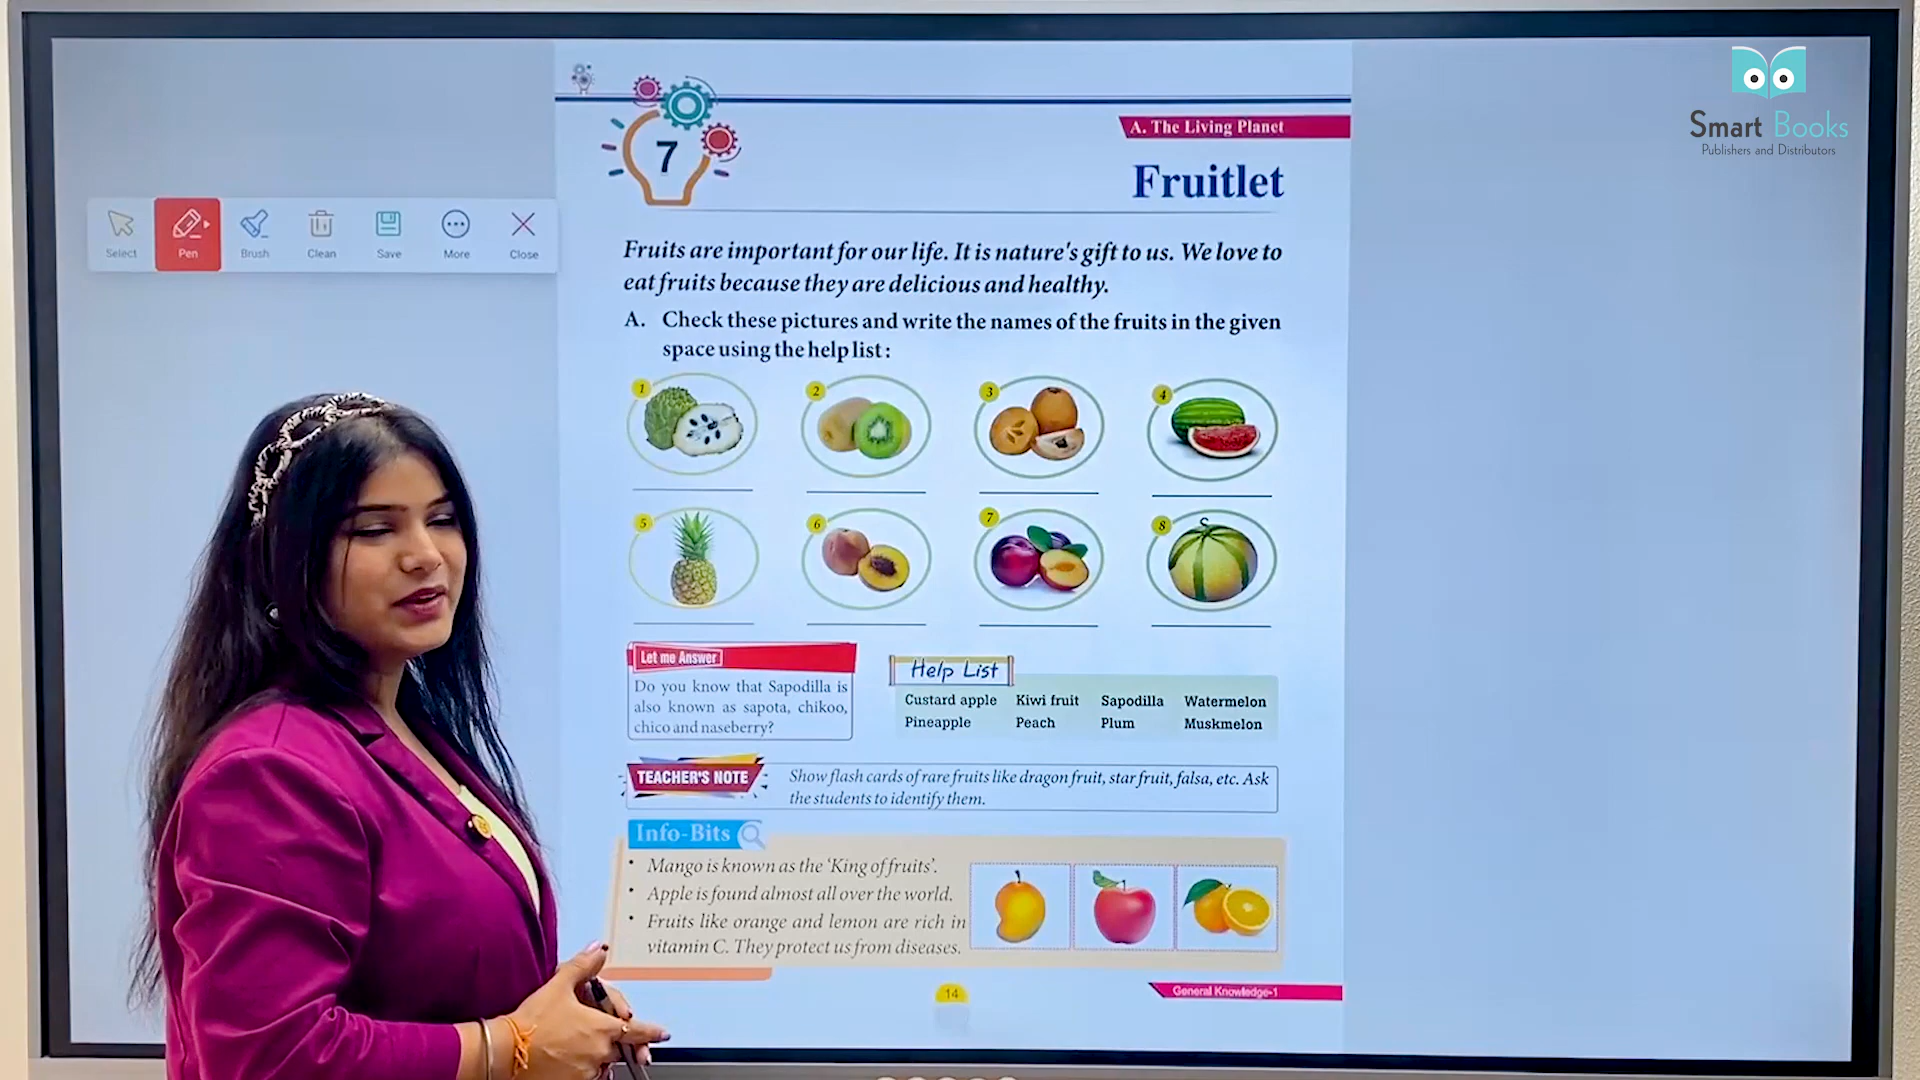 Smart Books
Publishers and Distributors
7
A. The Living Planet
Fruitlet
Select
Pen
Brush
Clean
Save
More
Close
Fruits are important for our life. It is nature's gift to us. We love to
eat fruits because they are delicious and healthy.
A. Check these pictures and write the names of the fruits in the given
space using the help list :
1
2
3
4
5
6
7
8
Let me Answer
Do you know that Sapodilla is
also known as sapota, chikoo,
chico and naseberry?
Help List
Custard apple Kiwi fruit Sapodilla Watermelon
Pineapple Peach Plum Muskmelon
TEACHER'S NOTE
Show flash cards of rare fruits like dragon fruit, star fruit, falsa, etc. Ask
the students to identify them.
Info-Bits
• Mango is known as the 'King of fruits'.
• Apple is found almost all over the world.
• Fruits like orange and lemon are rich in
vitamin C. They protect us from diseases.
14
General Knowledge-1